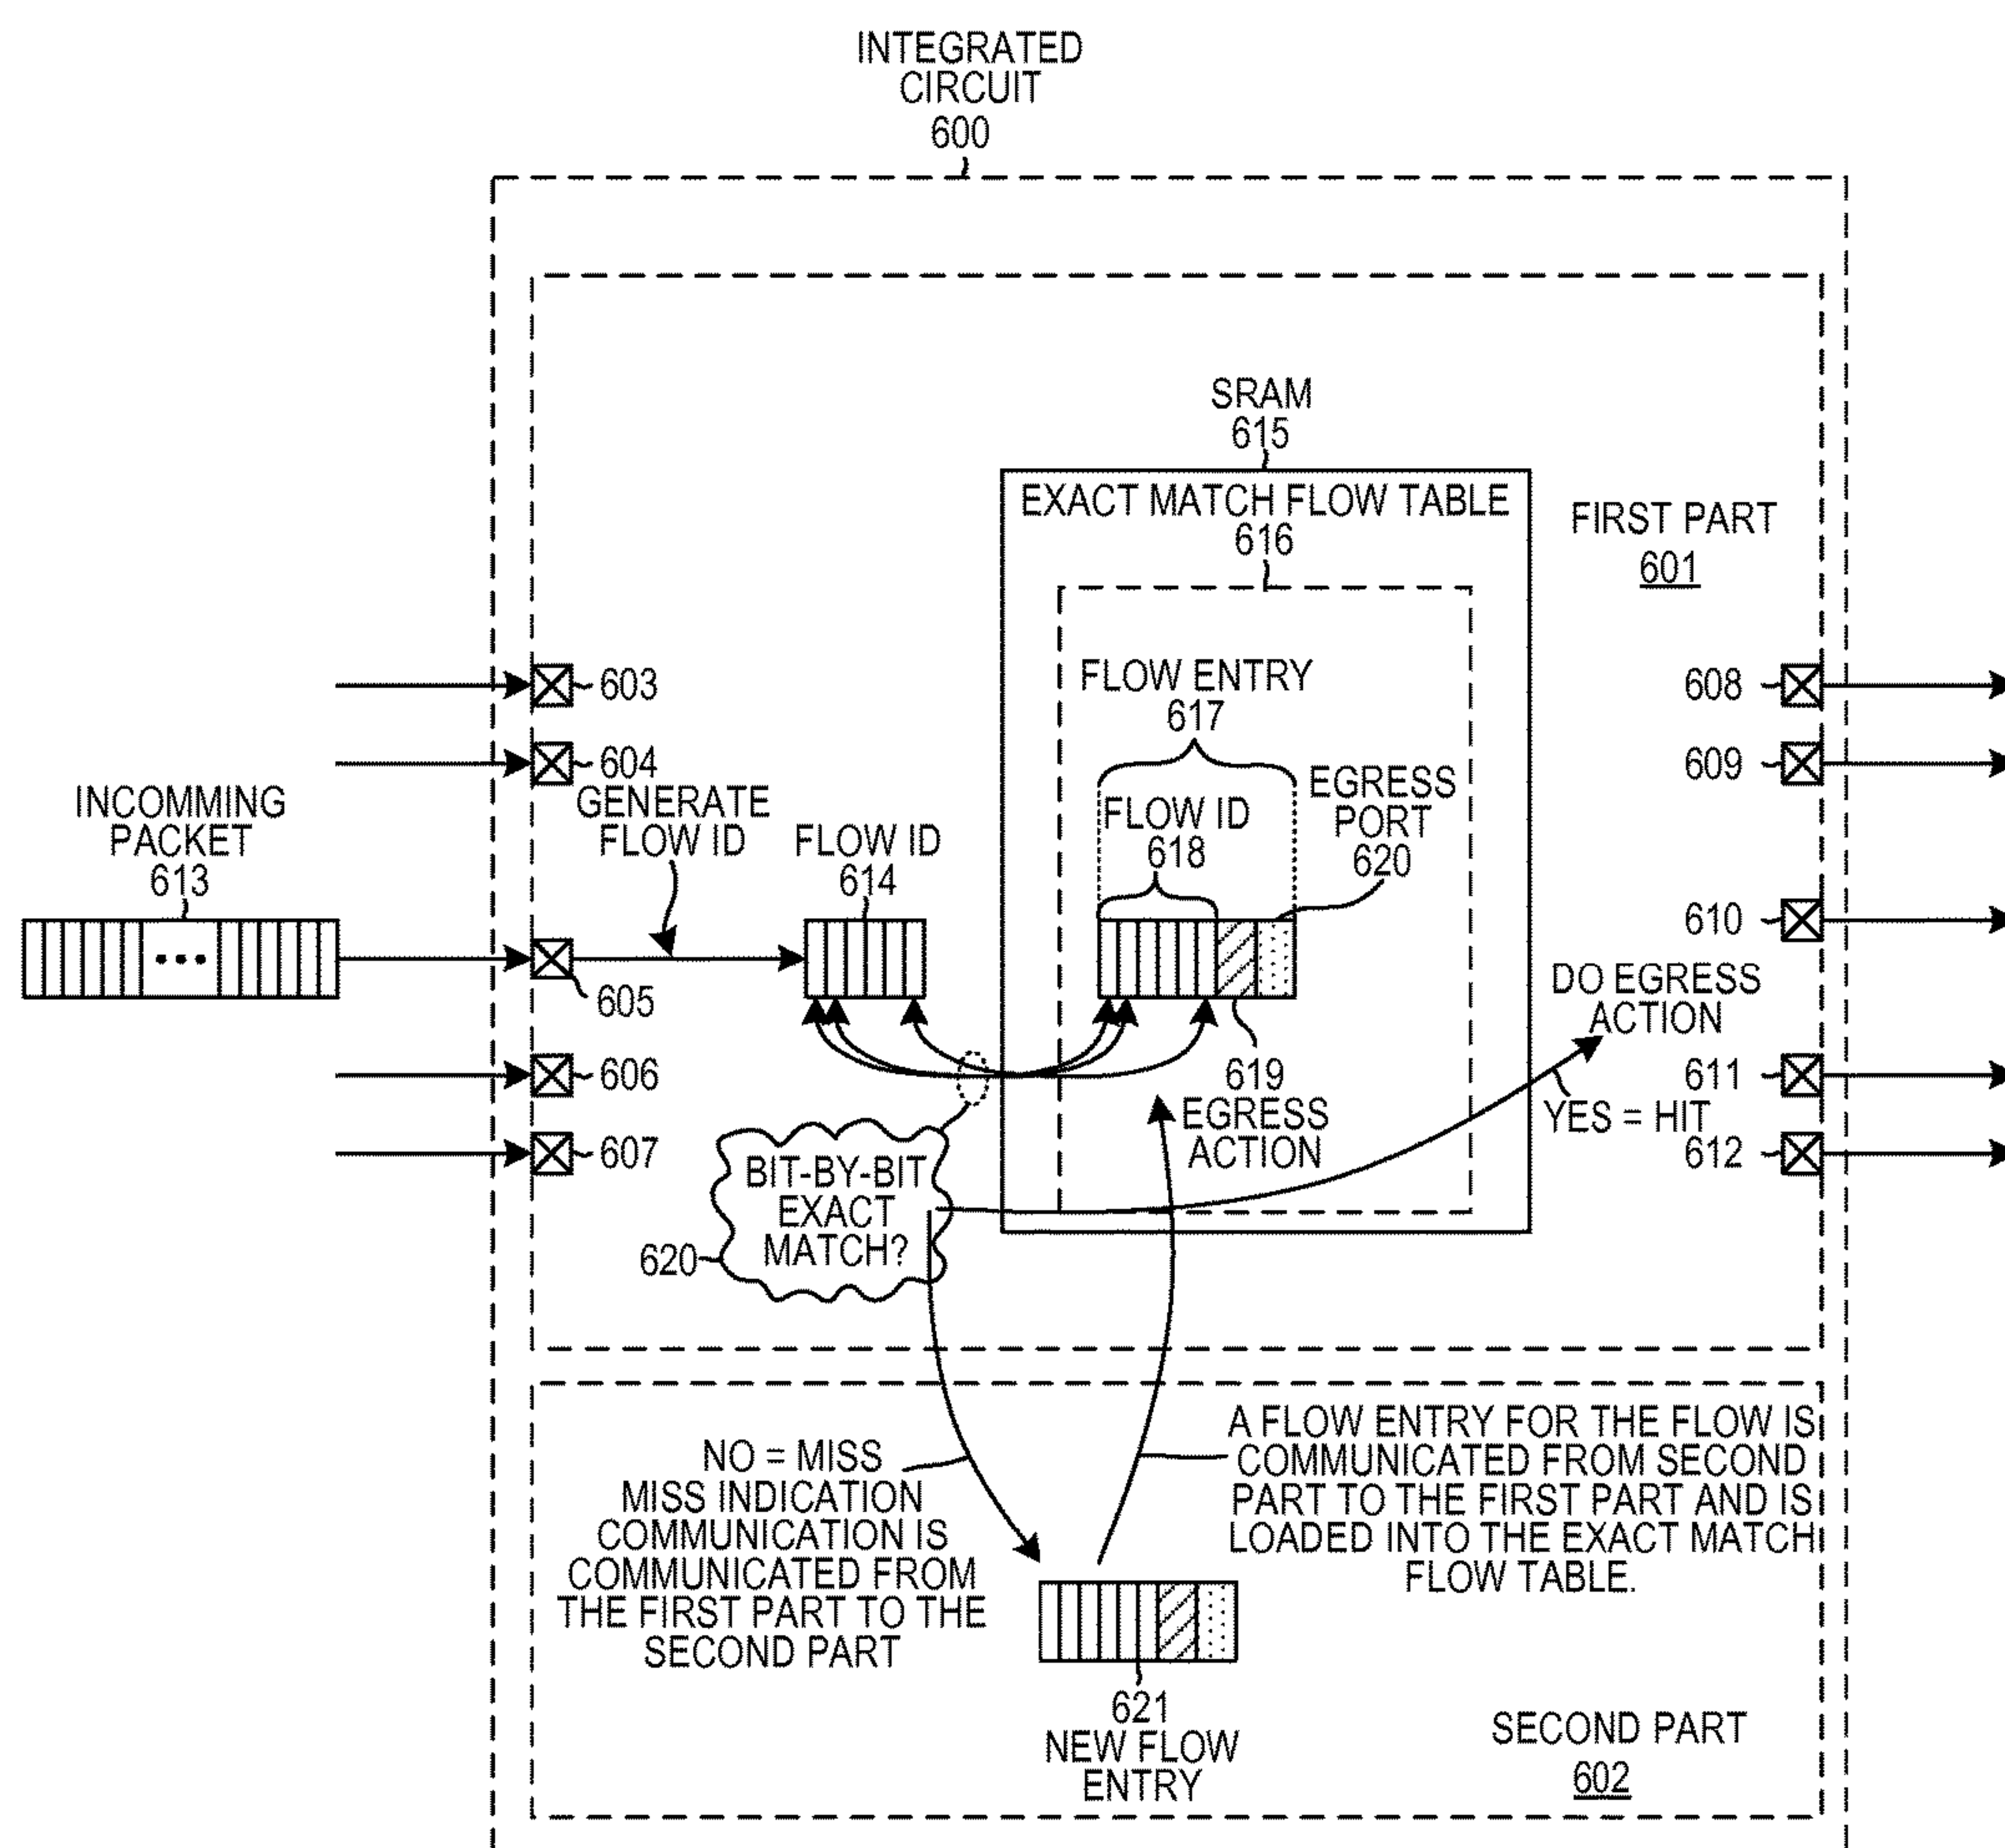 INTEGRATED
CIRCUIT
600
SRAM
615
EXACT MATCH FLOW TABLE
616
FIRST PART
601
603
604
605
606
607
608
609
610
611
612
INCOMMING
PACKET
613
GENERATE
FLOW ID
FLOW ID
614
FLOW ENTRY
617
FLOW ID
618
EGRESS
PORT
620
619
EGRESS
ACTION
DO EGRESS
ACTION
YES = HIT
BIT-BY-BIT
EXACT
MATCH?
620
NO = MISS
MISS INDICATION
COMMUNICATION IS
COMMUNICATED FROM
THE FIRST PART TO THE
SECOND PART
A FLOW ENTRY FOR THE FLOW IS
COMMUNICATED FROM SECOND
PART TO THE FIRST PART AND IS
LOADED INTO THE EXACT MATCH
FLOW TABLE.
621
NEW FLOW
ENTRY
SECOND PART
602